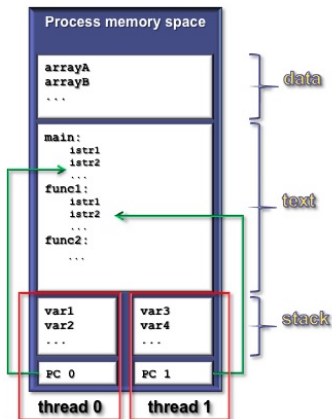 Process memory space
arrayA
arrayB
...
data
main:
istr1
istr2
...
func1:
istr1
istr2
...
func2:
...
text
var1
var2
...
var3
var4
...
stack
PC 0
PC 1
thread 0
thread 1